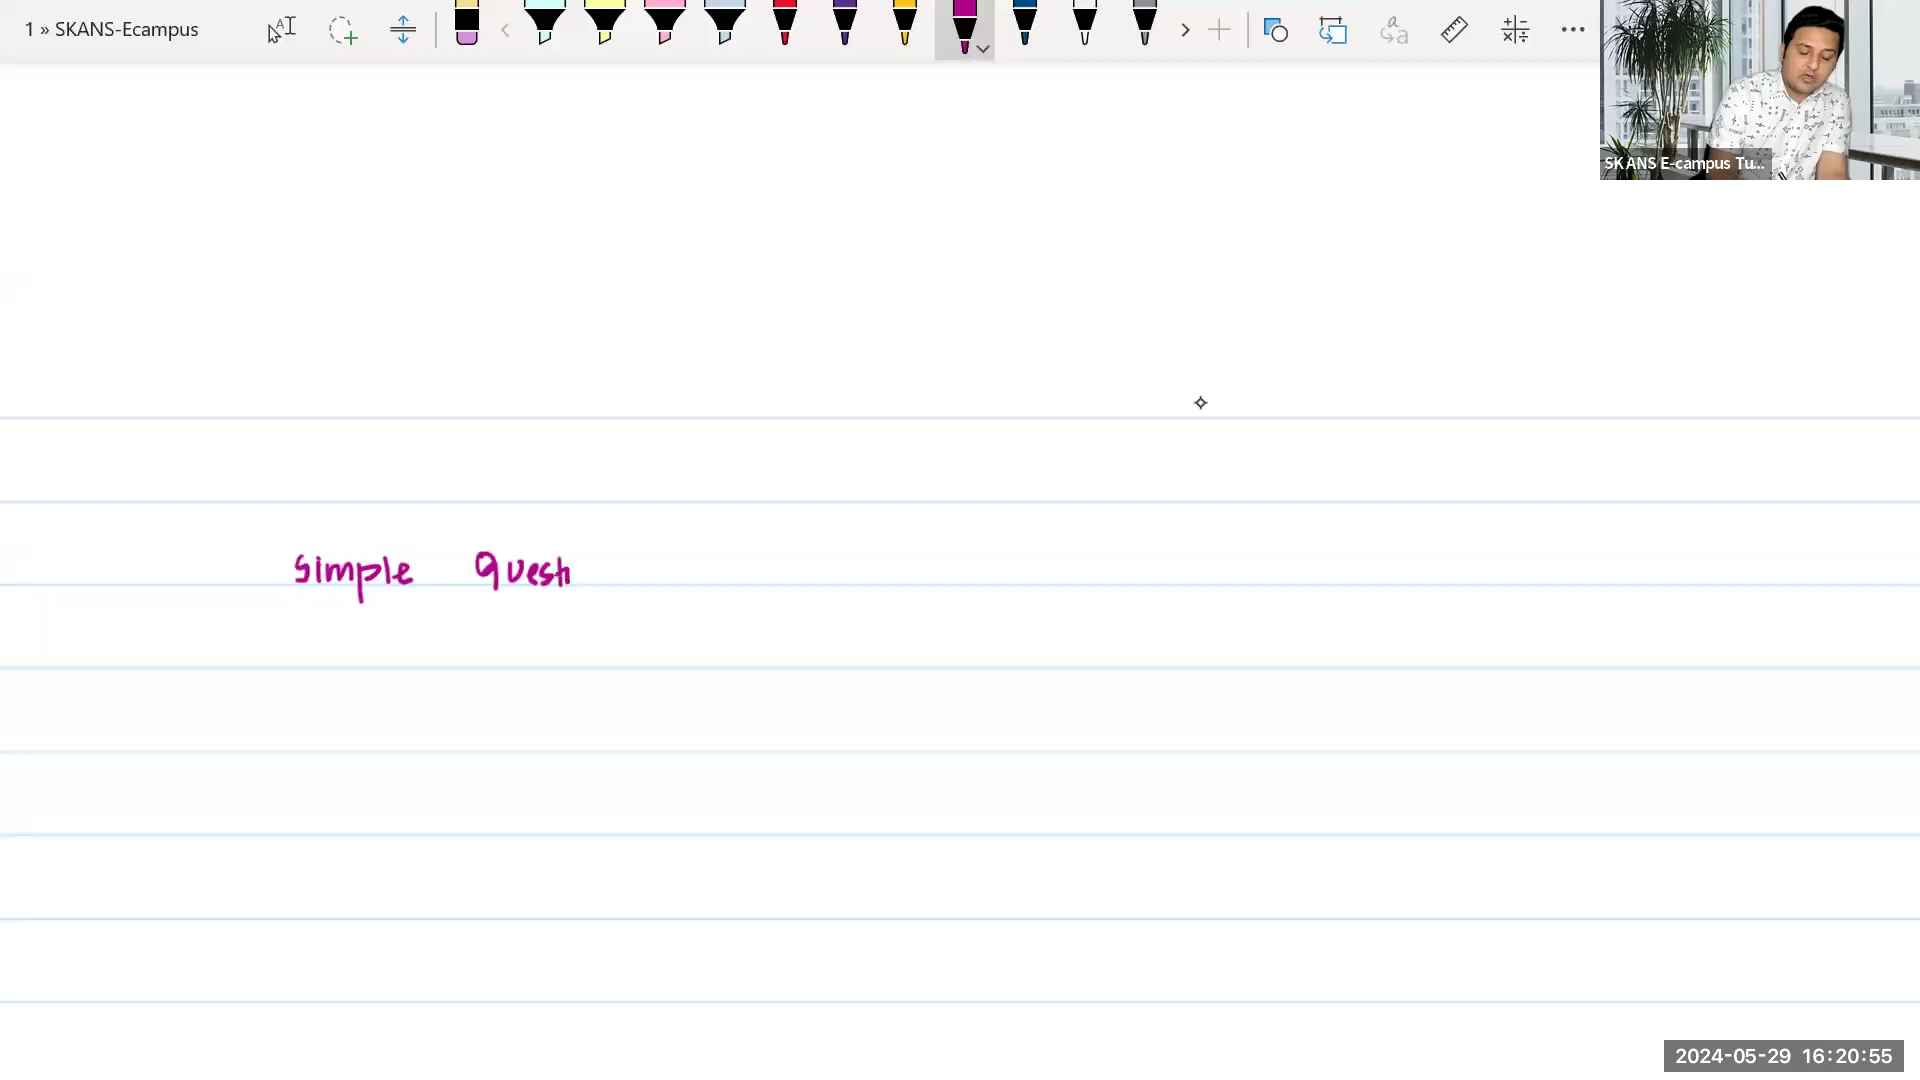 1 » SKANS-Ecampus
SKANS E-campus Tu...
simple Questi
2024-05-29 16:20:55